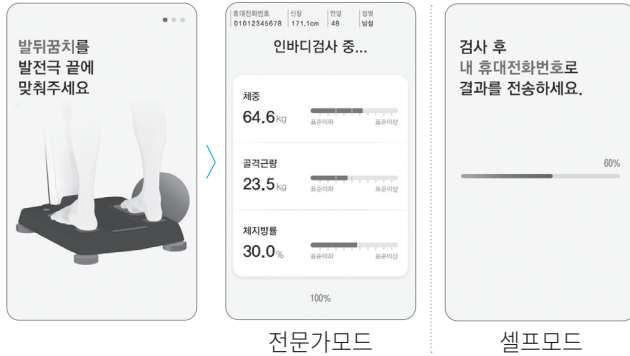 발뒤꿈치를
발전극 끝에
맞춰주세요
휴대전화번호 신장 연령 성별
01012345678 171.1cm 48 남성
인바디검사 중...
체중
64.6kg
표준이하 표준이상
골격근량
23.5kg
표준이하 표준이상
체지방률
30.0%
표준이하 표준이상
100%
전문가모드
검사 후
내 휴대전화번호로
결과를 전송하세요.
60%
셀프모드